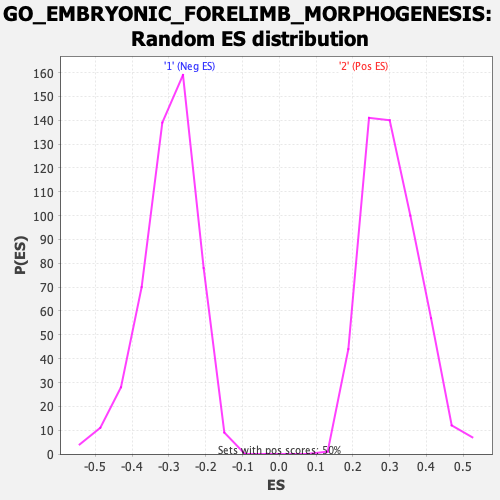 GO_EMBRYONIC_FORELIMB_MORPHOGENESIS:
Random ES distribution
'1' (Neg ES)
'2' (Pos ES)
160
150
140
130
120
110
100
90
80
70
60
50
40
30
20
10
0
P(ES)
Sets with pos scores: 50%
-0.5 -0.4 -0.3 -0.2 -0.1 0.0 0.1 0.2 0.3 0.4 0.5
ES